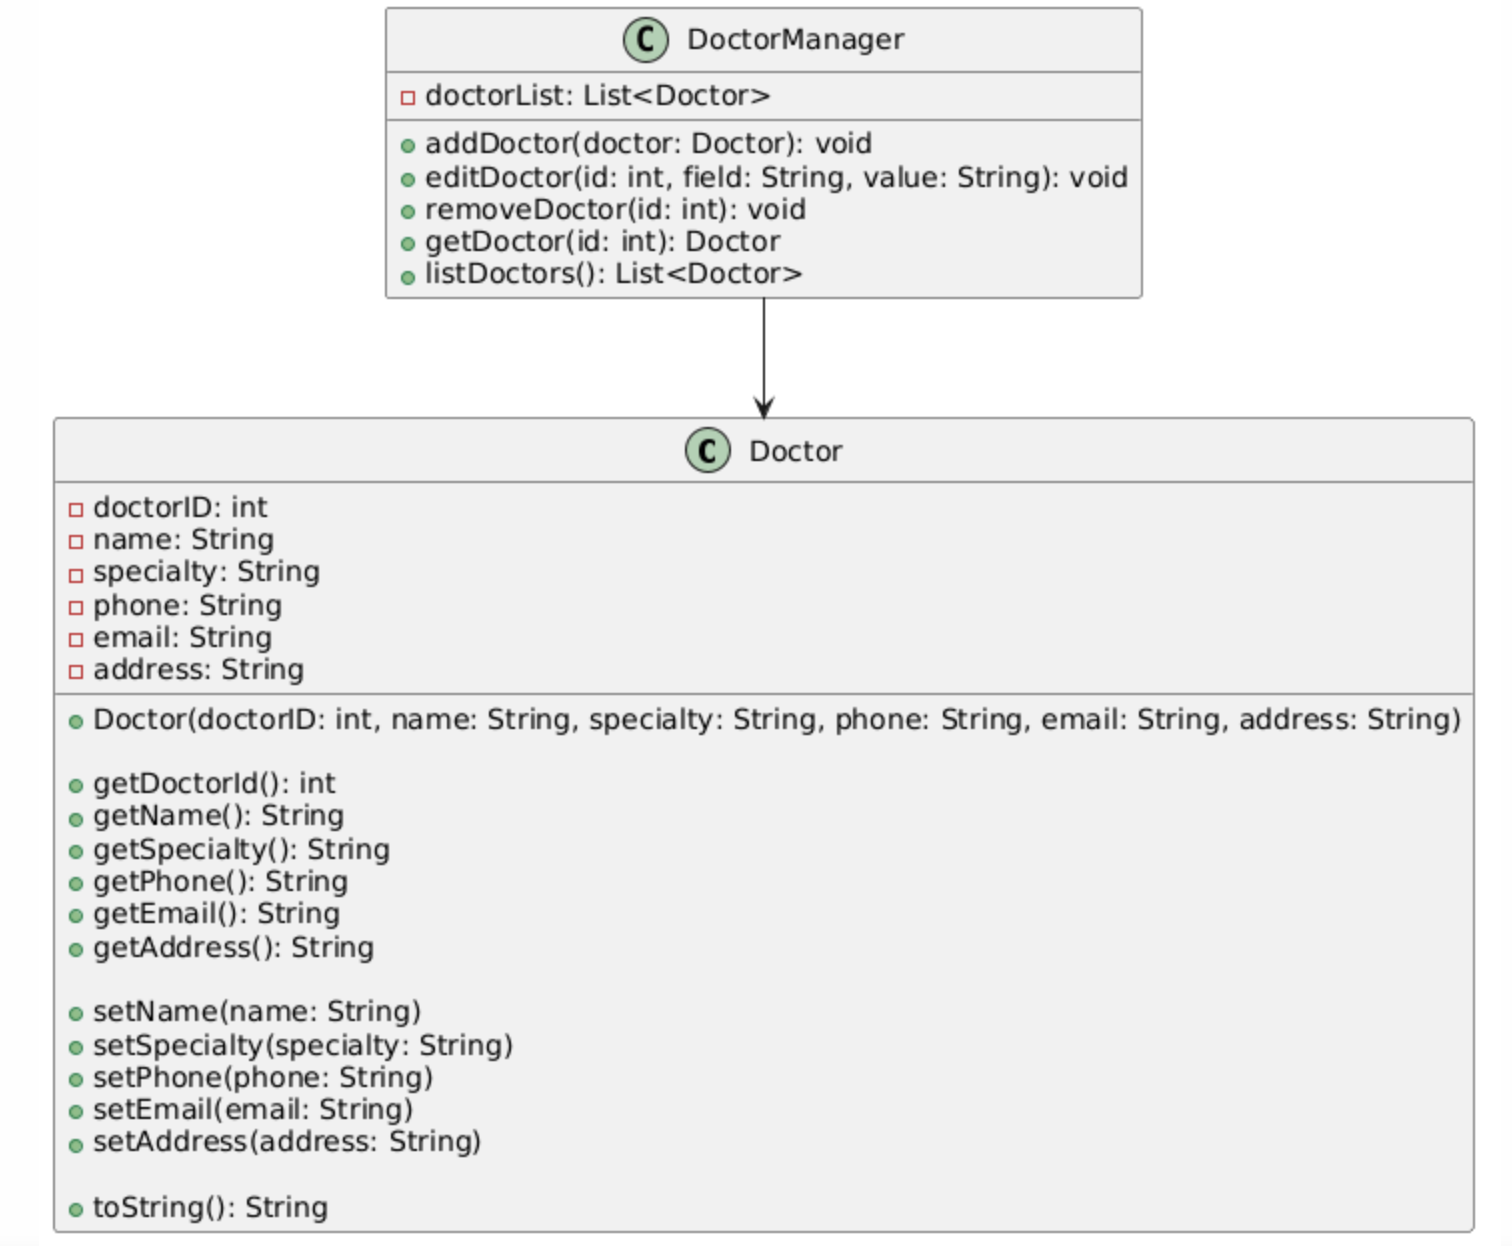 C DoctorManager
doctorList: List<Doctor>
addDoctor(doctor: Doctor): void
editDoctor(id: int, field: String, value: String): void
removeDoctor(id: int): void
getDoctor(id: int): Doctor
listDoctors(): List<Doctor>
C Doctor
doctorID: int
name: String
specialty: String
phone: String
email: String
address: String
Doctor(doctorID: int, name: String, specialty: String, phone: String, email: String, address: String)
getDoctorId(): int
getName(): String
getSpecialty(): String
getPhone(): String
getEmail(): String
getAddress(): String
setName(name: String)
setSpecialty(specialty: String)
setPhone(phone: String)
setEmail(email: String)
setAddress(address: String)
toString(): String